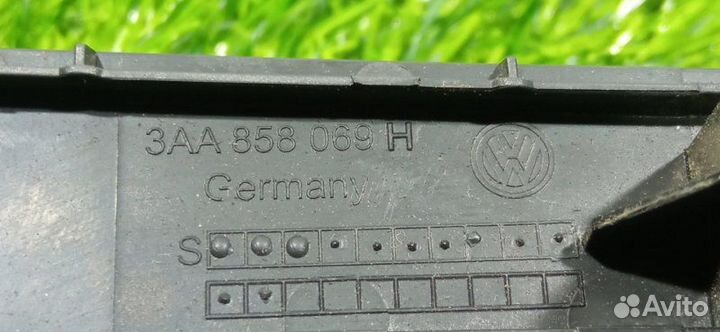 3AA 858 069 H
Germany
S
Avito